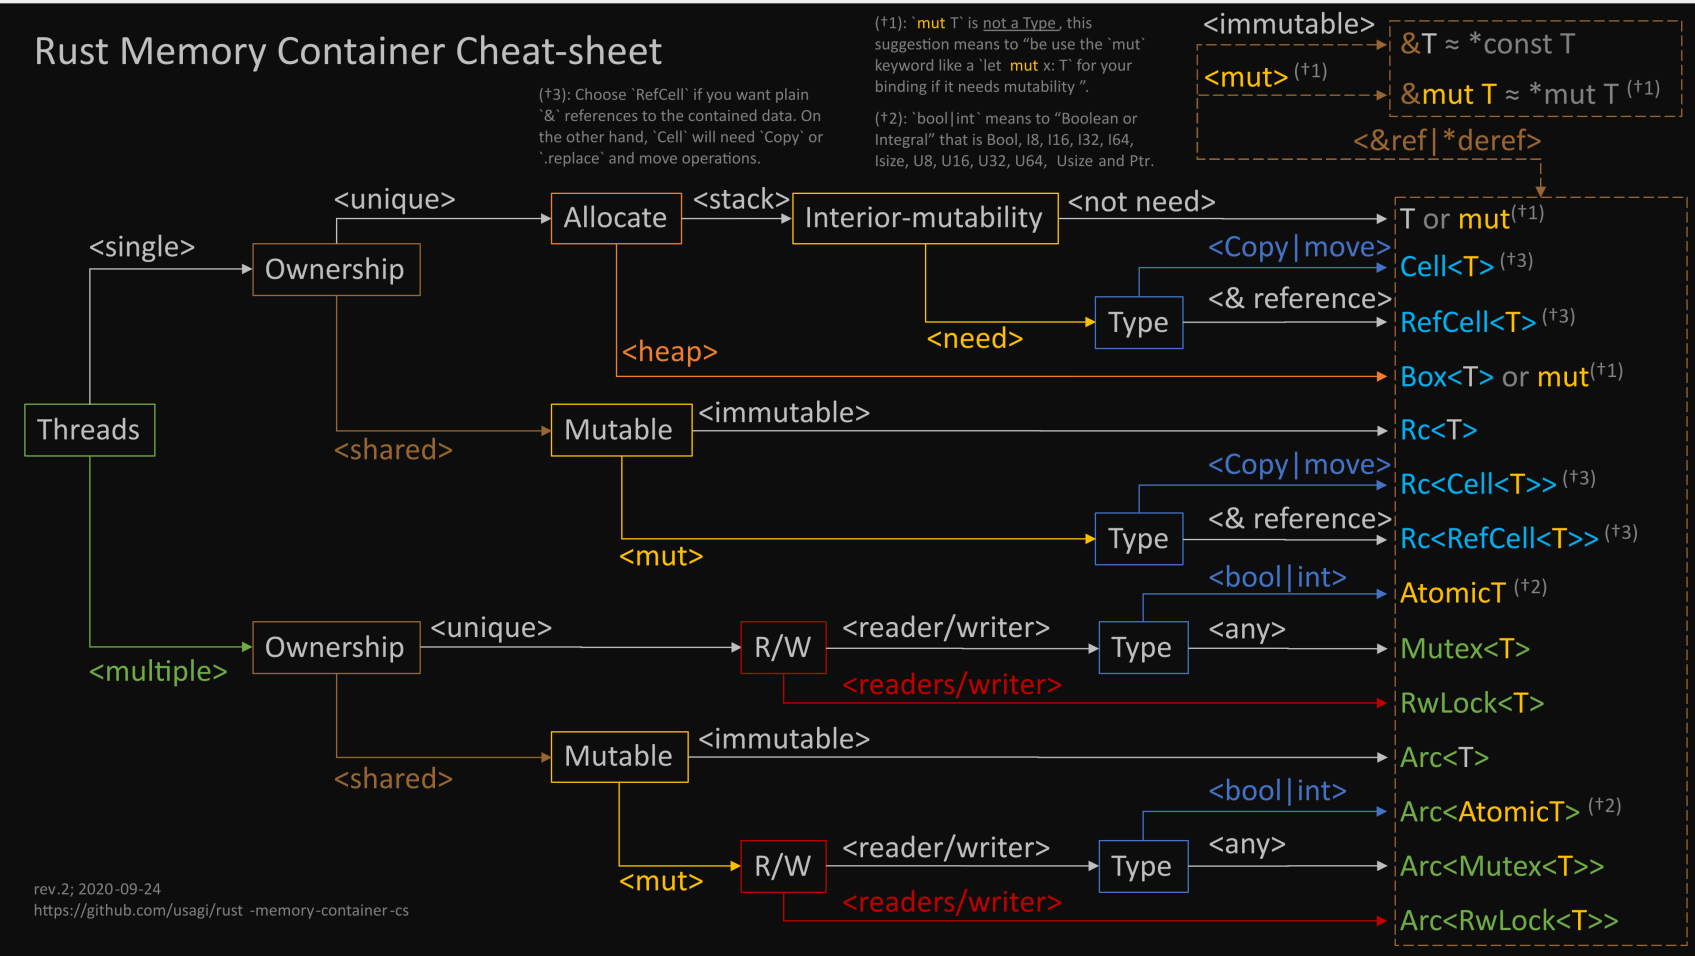 Rust Memory Container Cheat-sheet
(†1): `mut T` is not a Type, this
suggestion means to “be use the `mut`
keyword like a `let mut x: T` for your
binding if it needs mutability ”.
(†2): `bool|int` means to “Boolean or
Integral” that is Bool, I8, I16, I32, I64,
Isize, U8, U16, U32, U64, Usize and Ptr.
(†3): Choose `RefCell` if you want plain
`&` references to the contained data. On
the other hand, `Cell` will need `Copy` or
`.replace` and move operations.
<immutable>
&T ≈ *const T
<mut> (†1)
&mut T ≈ *mut T (†1)
<&ref|*deref>
Threads
<single>
Ownership
<unique>
Allocate
<stack>
Interior-mutability
<not need>
T or mut(†1)
<Copy|move>
Cell<T> (†3)
<need>
Type
<& reference>
RefCell<T> (†3)
<heap>
Box<T> or mut(†1)
<shared>
Mutable
<immutable>
Rc<T>
<Copy|move>
Rc<Cell<T>> (†3)
<mut>
Type
<& reference>
Rc<RefCell<T>> (†3)
<multiple>
Ownership
<unique>
R/W
<reader/writer>
Type
<bool|int>
AtomicT (†2)
<any>
Mutex<T>
<readers/writer>
RwLock<T>
<shared>
Mutable
<immutable>
Arc<T>
<mut>
R/W
<reader/writer>
Type
<bool|int>
Arc<AtomicT> (†2)
<any>
Arc<Mutex<T>>
<readers/writer>
Arc<RwLock<T>>
rev.2; 2020-09-24
https://github.com/usagi/rust -memory-container-cs